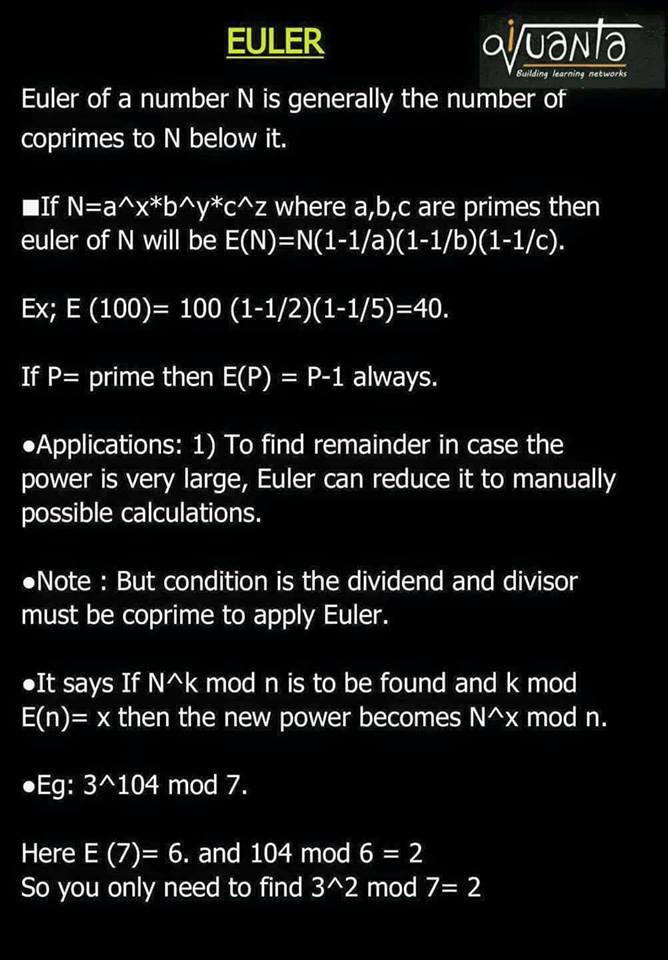 EULER
aiquanta
Building learning networks
Euler of a number N is generally the number of
coprimes to N below it.
■If N=a^x*b^y*c^z where a,b,c are primes then
euler of N will be E(N)=N(1-1/a)(1-1/b)(1-1/c).
Ex; E (100)= 100 (1-1/2)(1-1/5)=40.
If P= prime then E(P) = P-1 always.
●Applications: 1) To find remainder in case the
power is very large, Euler can reduce it to manually
possible calculations.
●Note : But condition is the dividend and divisor
must be coprime to apply Euler.
●It says If N^k mod n is to be found and k mod
E(n)= x then the new power becomes N^x mod n.
●Eg: 3^104 mod 7.
Here E (7)= 6. and 104 mod 6 = 2
So you only need to find 3^2 mod 7= 2